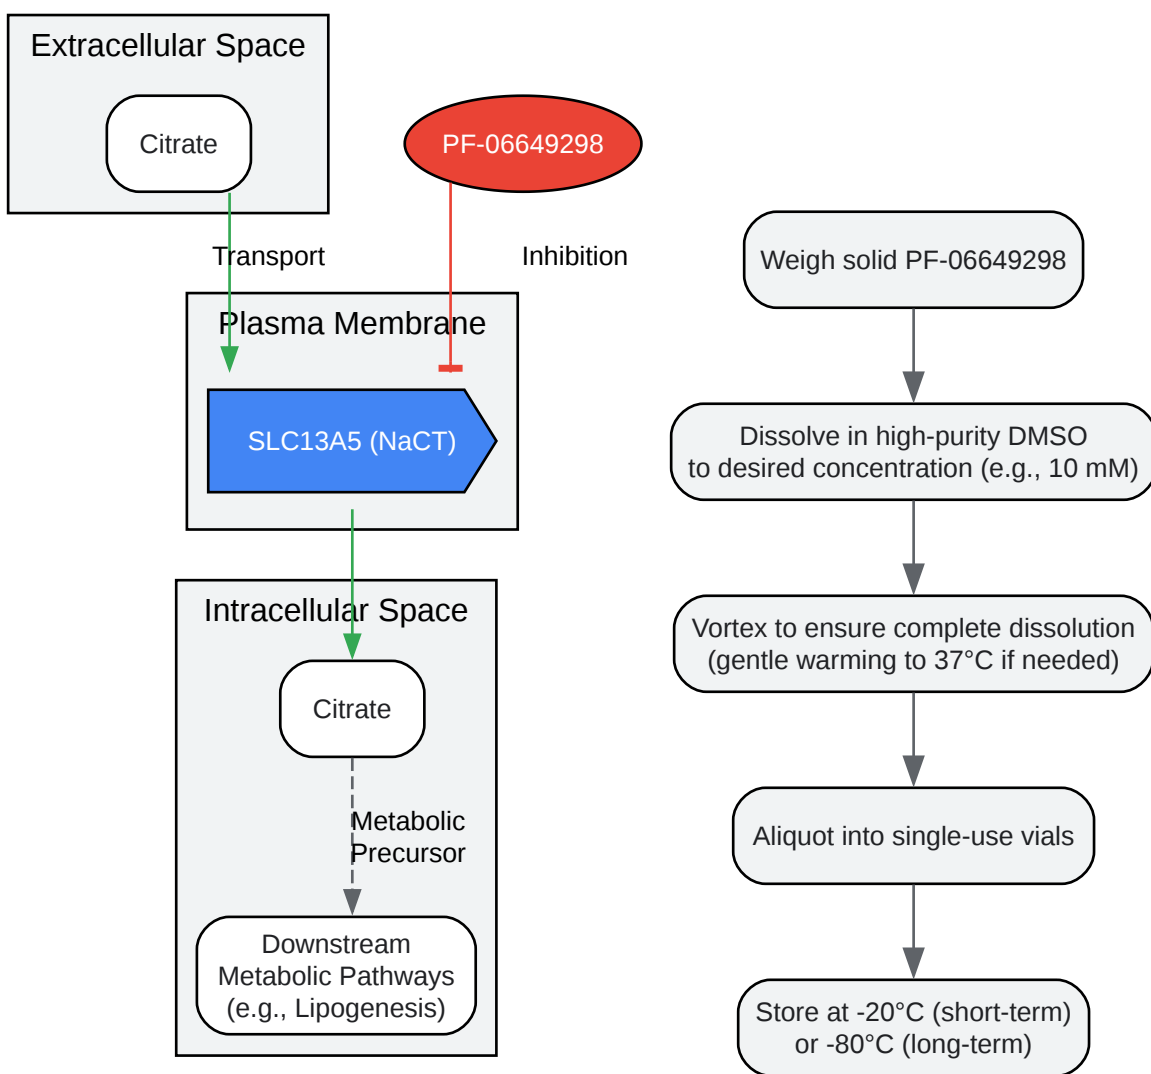 Extracellular Space
Citrate
PF-06649298
Transport
Inhibition
Plasma Membrane
SLC13A5 (NaCT)
Intracellular Space
Citrate
Metabolic
Precursor
Downstream
Metabolic Pathways
(e.g., Lipogenesis)
Weigh solid PF-06649298
Dissolve in high-purity DMSO
to desired concentration (e.g., 10 mM)
Vortex to ensure complete dissolution
(gentle warming to 37°C if needed)
Aliquot into single-use vials
Store at -20°C (short-term)
or -80°C (long-term)